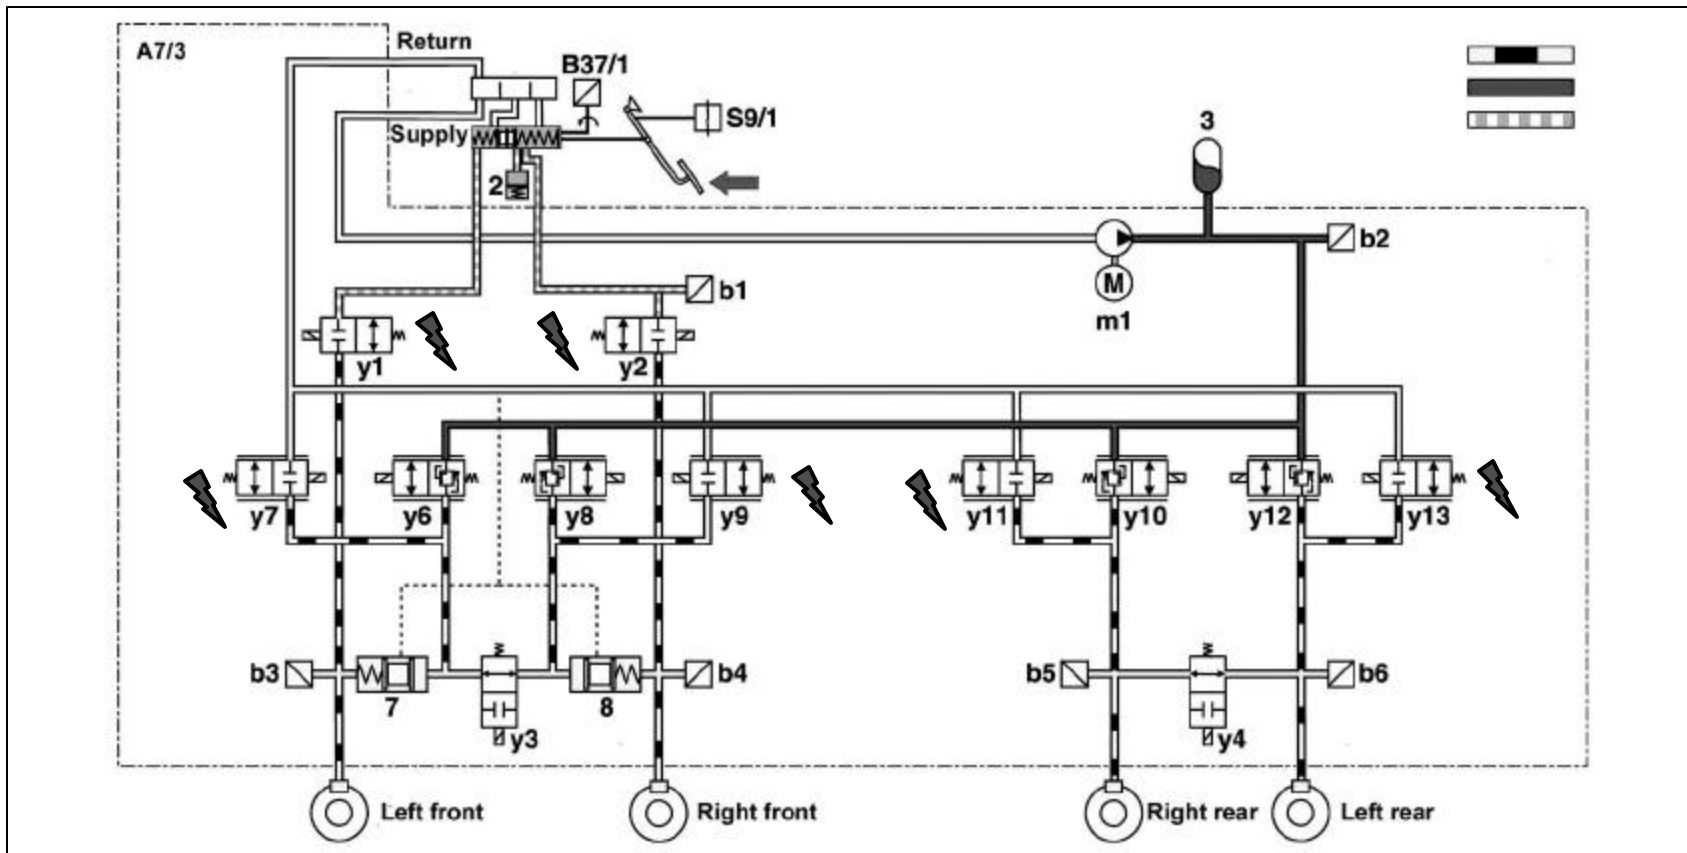 A7/3
Return
B37/1
Supply
S9/1
2
3
b2
b1
M
m1
y1
y2
y7
y6
y8
y9
y11
y10
y12
y13
b3
b4
b5
b6
7
8
y3
y4
Left front
Right front
Right rear
Left rear